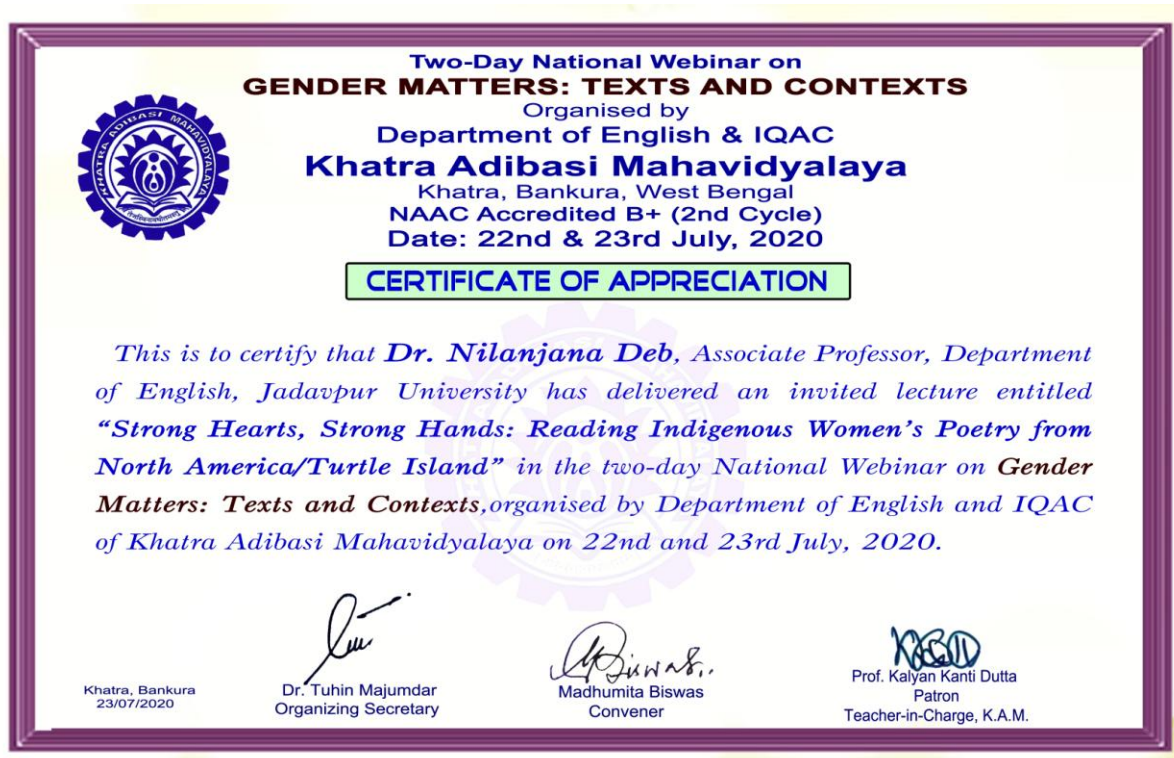 Two-Day National Webinar on
GENDER MATTERS: TEXTS AND CONTEXTS
Organised by
Department of English & IQAC
Khatra Adibasi Mahavidyalaya
Khatra, Bankura, West Bengal
NAAC Accredited B+ (2nd Cycle)
Date: 22nd & 23rd July, 2020
KHATRA ADIBASI MAHAVIDYALAYA
CERTIFICATE OF APPRECIATION
This is to certify that Dr. Nilanjana Deb, Associate Professor, Department
of English, Jadavpur University has delivered an invited lecture entitled
“Strong Hearts, Strong Hands: Reading Indigenous Women’s Poetry from
North America/Turtle Island” in the two-day National Webinar on Gender
Matters: Texts and Contexts,organised by Department of English and IQAC
of Khatra Adibasi Mahavidyalaya on 22nd and 23rd July, 2020.
Khatra, Bankura
23/07/2020
Dr. Tuhin Majumdar
Organizing Secretary
MBiswas
Madhumita Biswas
Convener
Prof. Kalyan Kanti Dutta
Patron
Teacher-in-Charge, K.A.M.